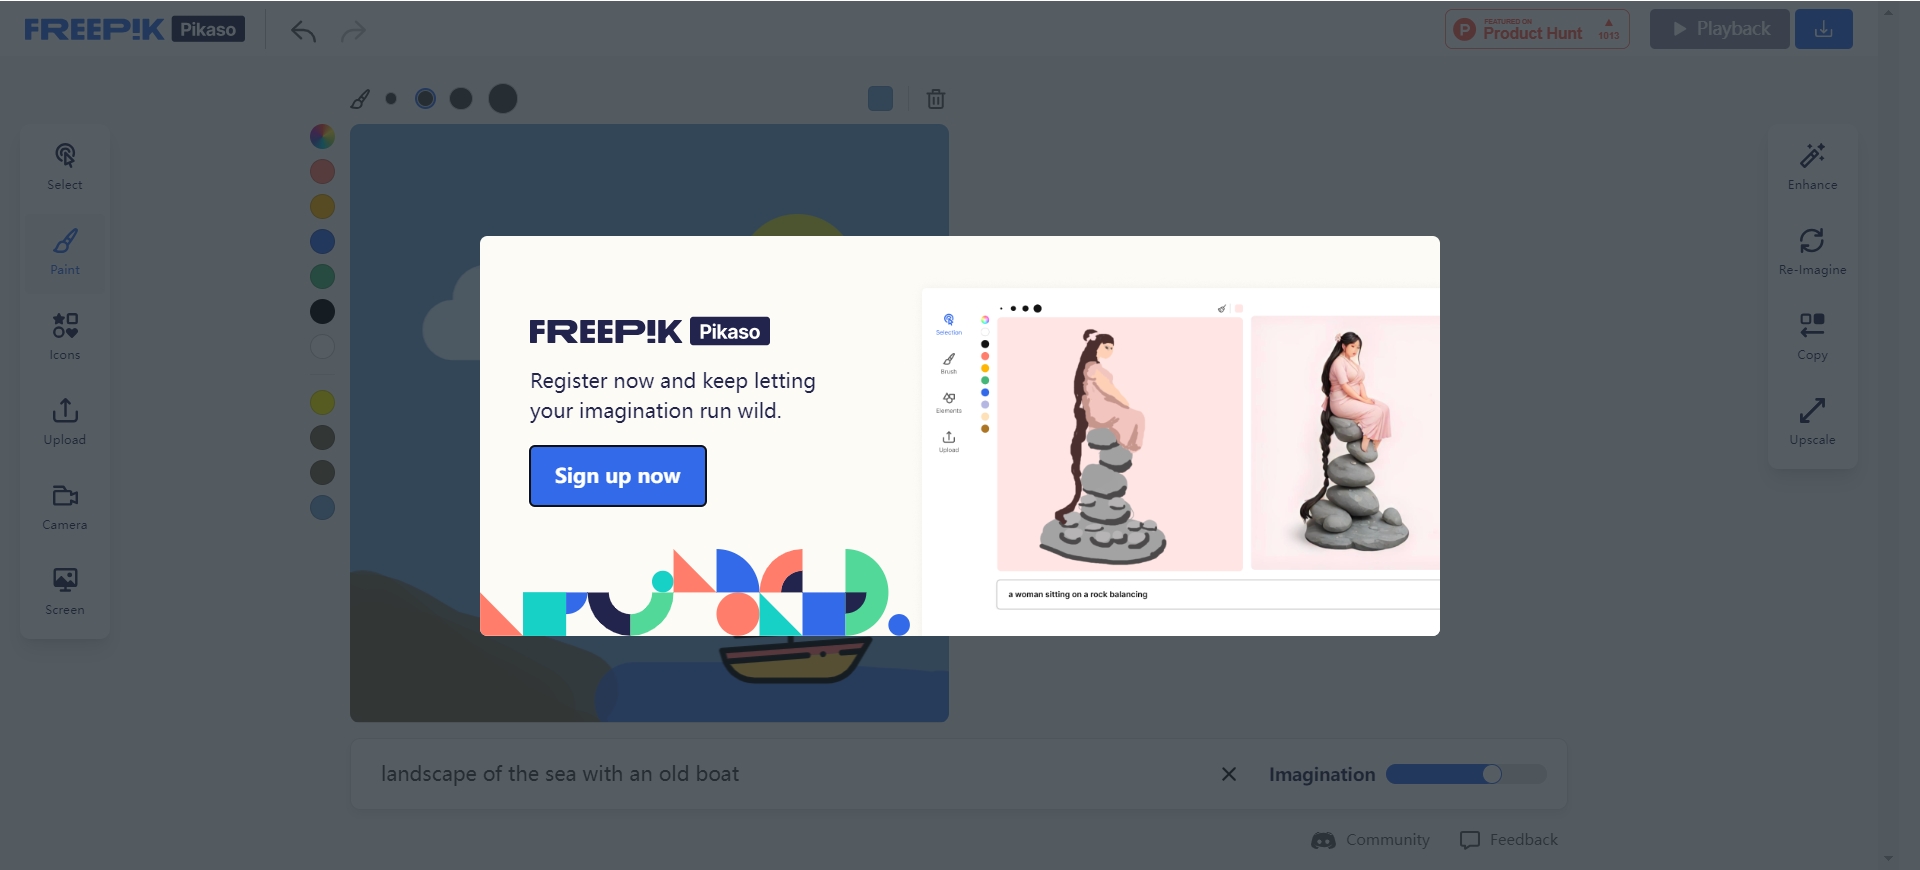 FREEPIK Pikaso
FEATURED ON
Product Hunt
1013
Playback
Select
Paint
Icons
Upload
Camera
Screen
Enhance
Re-Imagine
Copy
Upscale
FREEPIK Pikaso
Register now and keep letting
your imagination run wild.
Sign up now
Selection
Brush
Elements
Upload
a woman sitting on a rock balancing
landscape of the sea with an old boat
Imagination
Community
Feedback